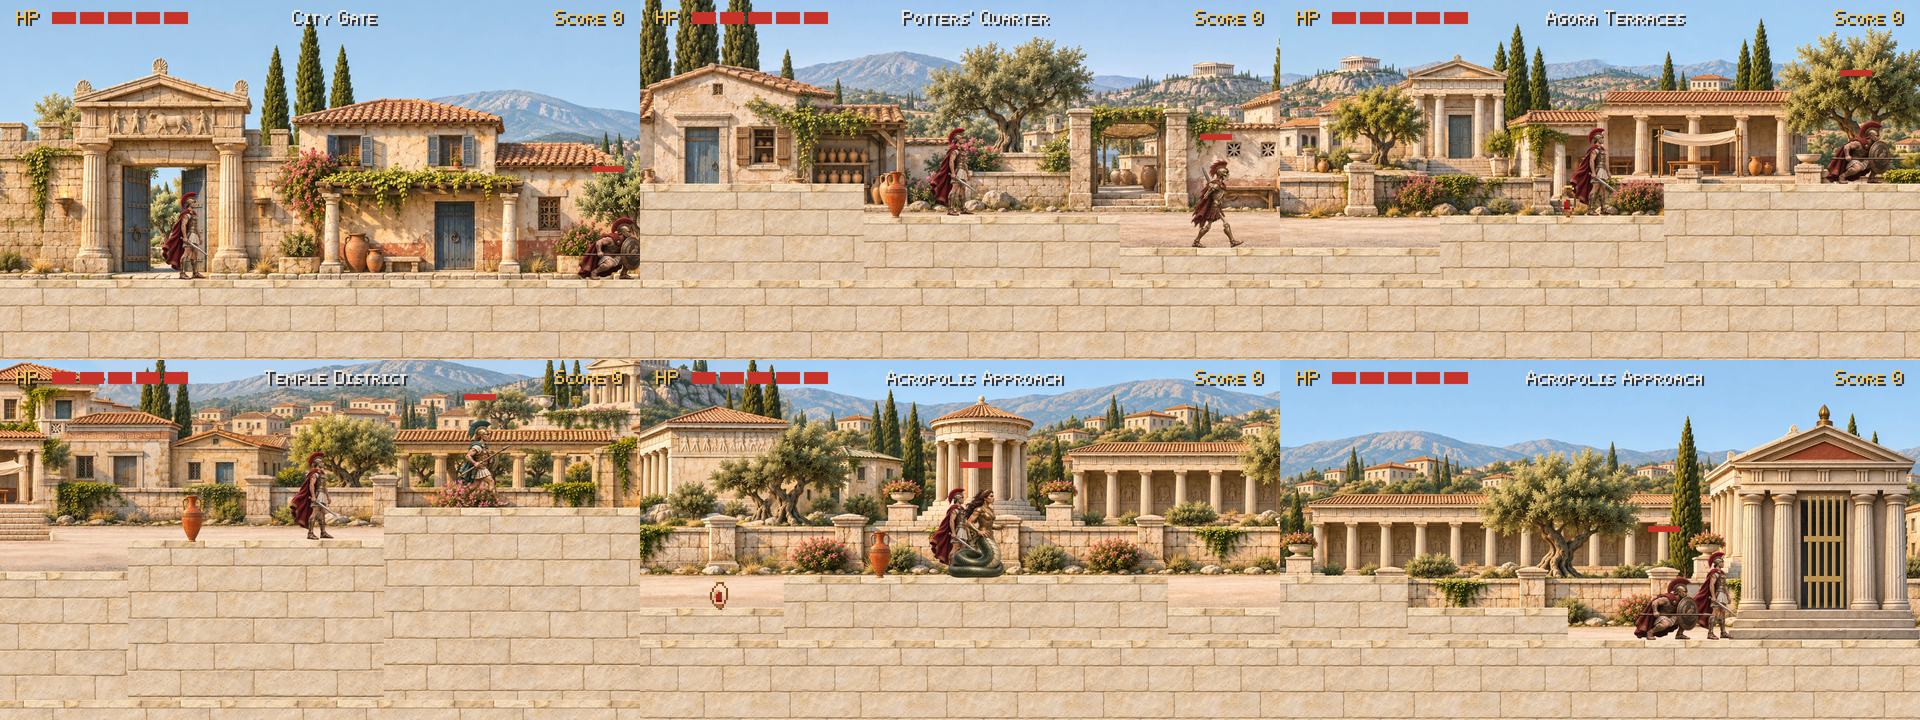 HP City Gate Score 0
HP Potters' Quarter Score 0
HP Agora Terraces Score 0
HP Temple District Score 0
HP Acropolis Approach Score 0
HP Acropolis Approach Score 0